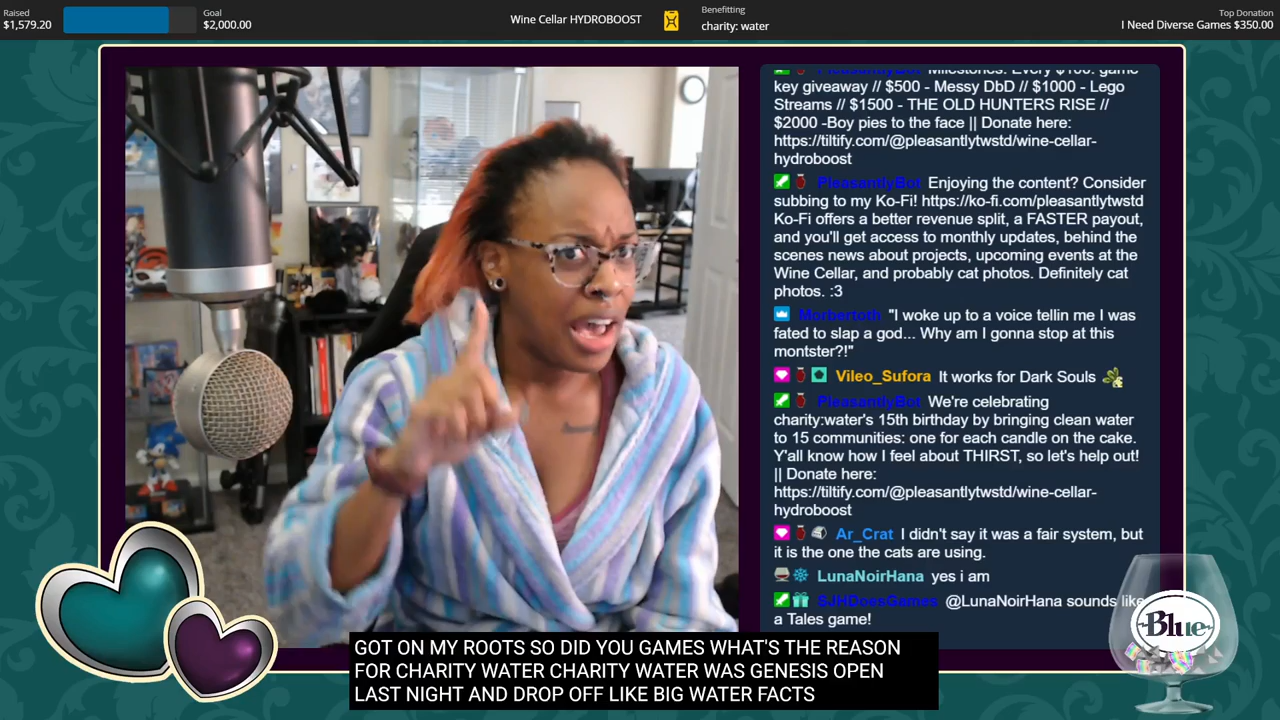 Raised
$1,579.20
Goal
$2,000.00
Wine Cellar HYDROBOOST
Benefitting
charity: water
Top Donation
I Need Diverse Games $350.00
PleasantlyBot Milestones: Every $100: game
key giveaway // $500 - Messy DbD // $1000 - Lego
Streams // $1500 - THE OLD HUNTERS RISE //
$2000 -Boy pies to the face || Donate here:
https://tiltify.com/@pleasantlytwstd/wine-cellar-
hydroboost
PleasantlyBot Enjoying the content? Consider
subbing to my Ko-Fi! https://ko-fi.com/pleasantlytwstd
Ko-Fi offers a better revenue split, a FASTER payout,
and you'll get access to monthly updates, behind the
scenes news about projects, upcoming events at the
Wine Cellar, and probably cat photos. Definitely cat
photos. :3
Morbertoth "I woke up to a voice tellin me I was
fated to slap a god... Why am I gonna stop at this
montster?!"
Vileo_Sufora It works for Dark Souls
PleasantlyBot We're celebrating
charity:water's 15th birthday by bringing clean water
to 15 communities: one for each candle on the cake.
Y'all know how I feel about THIRST, so let's help out!
|| Donate here:
https://tiltify.com/@pleasantlytwstd/wine-cellar-
hydroboost
Ar_Crat I didn't say it was a fair system, but
it is the one the cats are using.
LunaNoirHana yes i am
SJHDoesGames @LunaNoirHana sounds like
a Tales game!
Blue
GOT ON MY ROOTS SO DID YOU GAMES WHAT'S THE REASON
FOR CHARITY WATER CHARITY WATER WAS GENESIS OPEN
LAST NIGHT AND DROP OFF LIKE BIG WATER FACTS